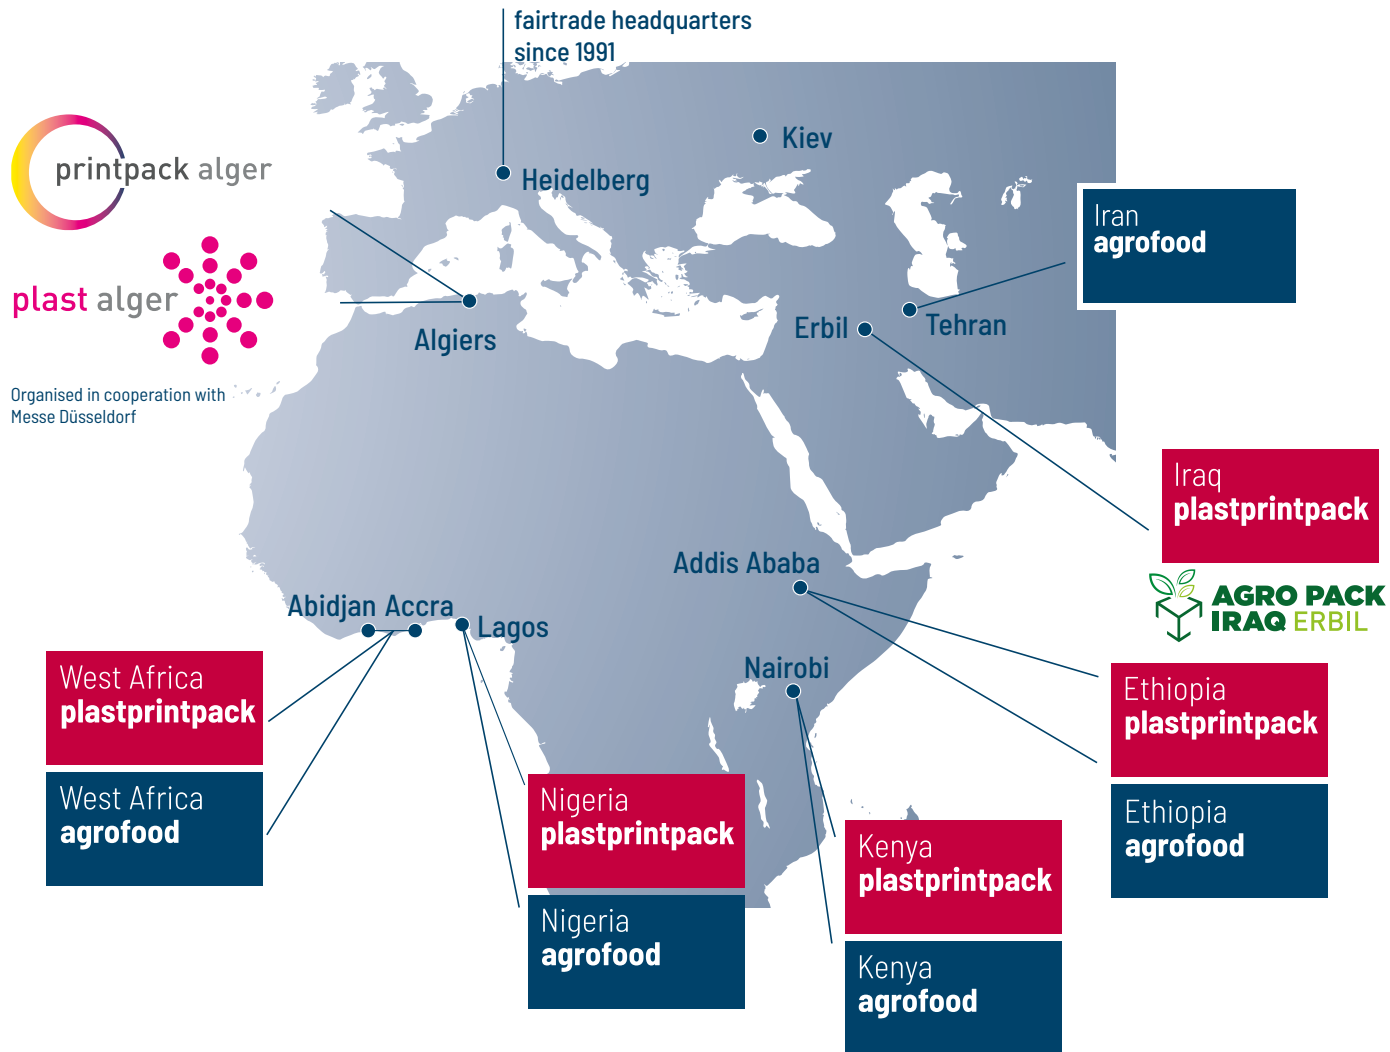 fairtrade headquarters
since 1991
Kiev
Heidelberg
printpack alger
plast alger
Organised in cooperation with
Messe Düsseldorf
Algiers
Erbil
Tehran
Iran
agrofood
Iraq
plastprintpack
AGRO PACK
IRAQ ERBIL
Addis Ababa
Abidjan Accra
Lagos
Nairobi
West Africa
plastprintpack
West Africa
agrofood
Nigeria
plastprintpack
Nigeria
agrofood
Kenya
plastprintpack
Kenya
agrofood
Ethiopia
plastprintpack
Ethiopia
agrofood